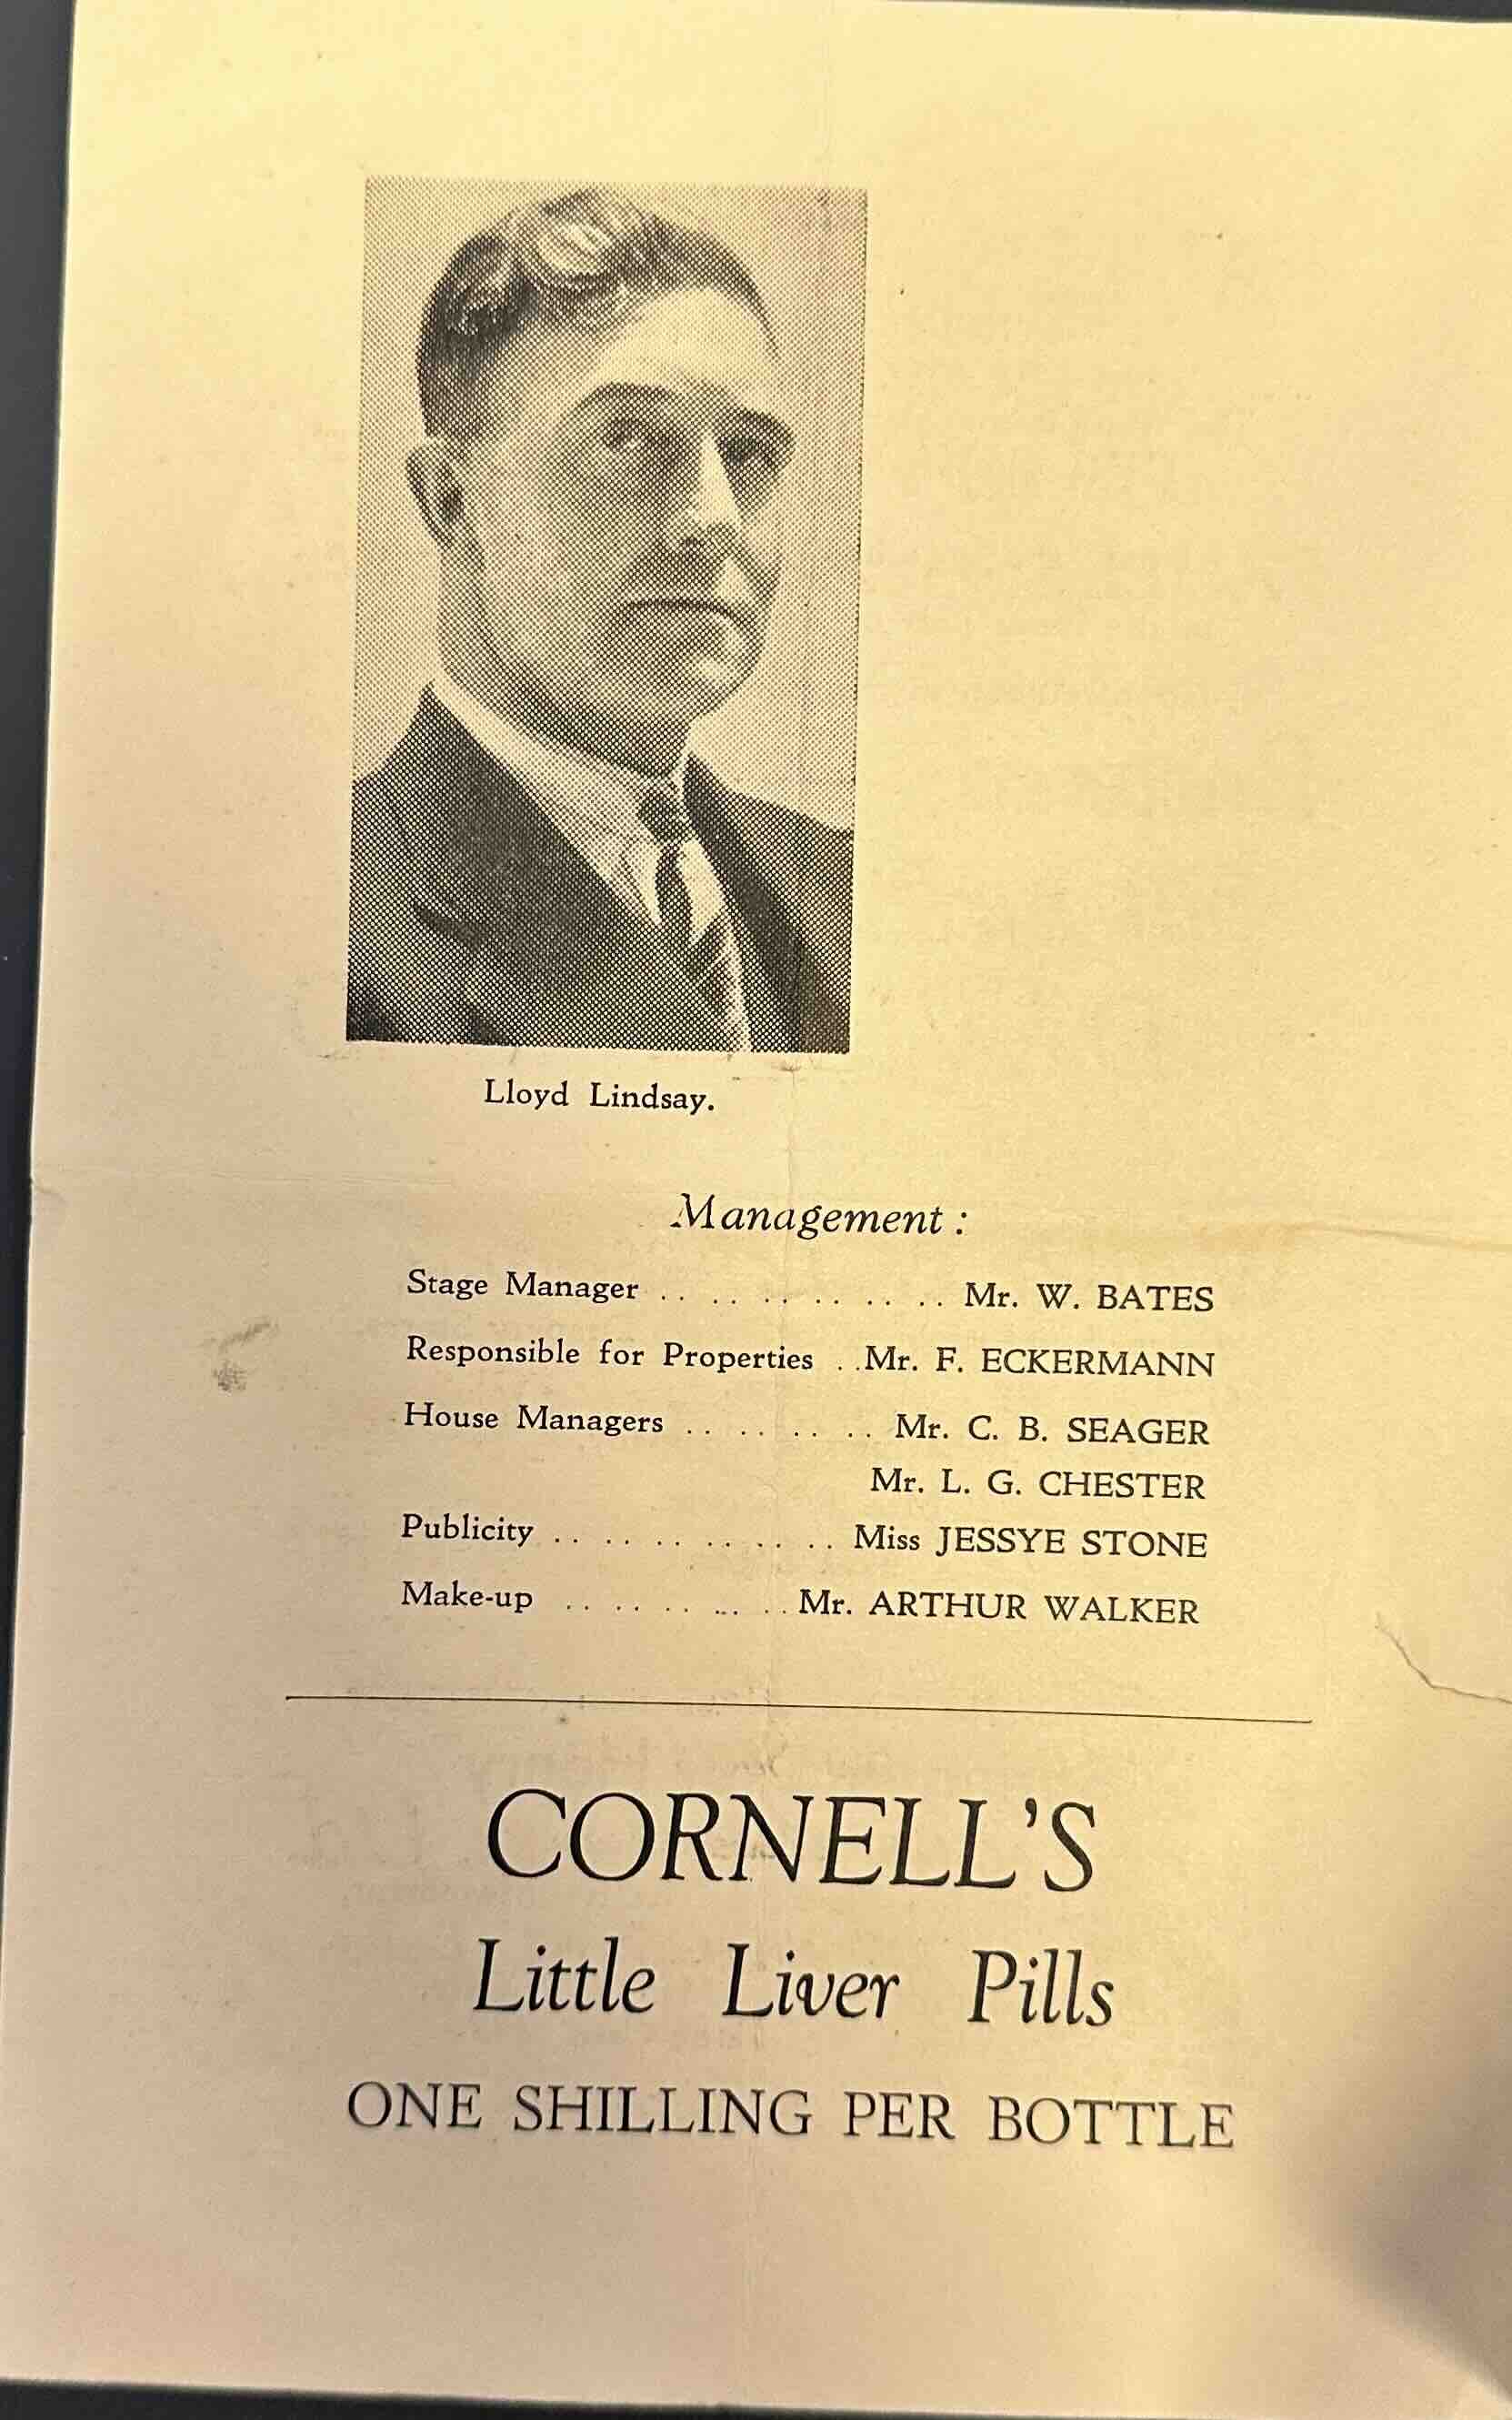 Lloyd Lindsay.
Management :
Stage Manager .. .. .. .. .. .. Mr. W. BATES
Responsible for Properties .. Mr. F. ECKERMANN
House Managers .. .. .. .. Mr. C. B. SEAGER
Mr. L. G. CHESTER
Publicity .. .. .. .. .. .. Miss JESSYE STONE
Make-up .. .. .. ... .. Mr. ARTHUR WALKER
CORNELL'S
Little Liver Pills
ONE SHILLING PER BOTTLE